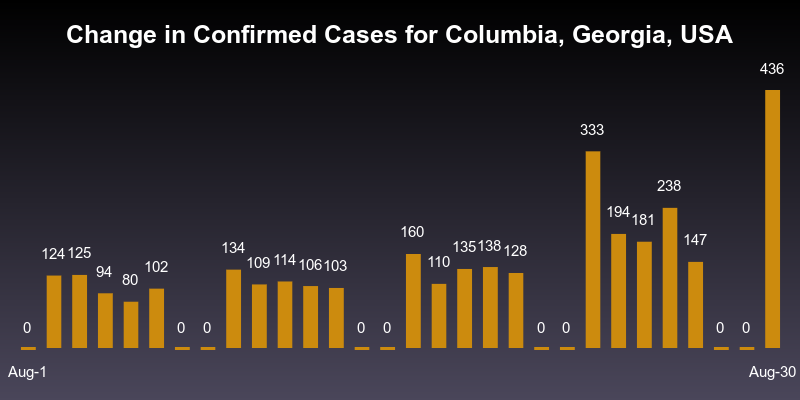 Change in Confirmed Cases for Columbia, Georgia, USA
0 124 125 94 80 102 0 0 134 109 114 106 103 0 0 160 110 135 138 128 0 0 333 194 181 238 147 0 0 436
Aug-1 Aug-30